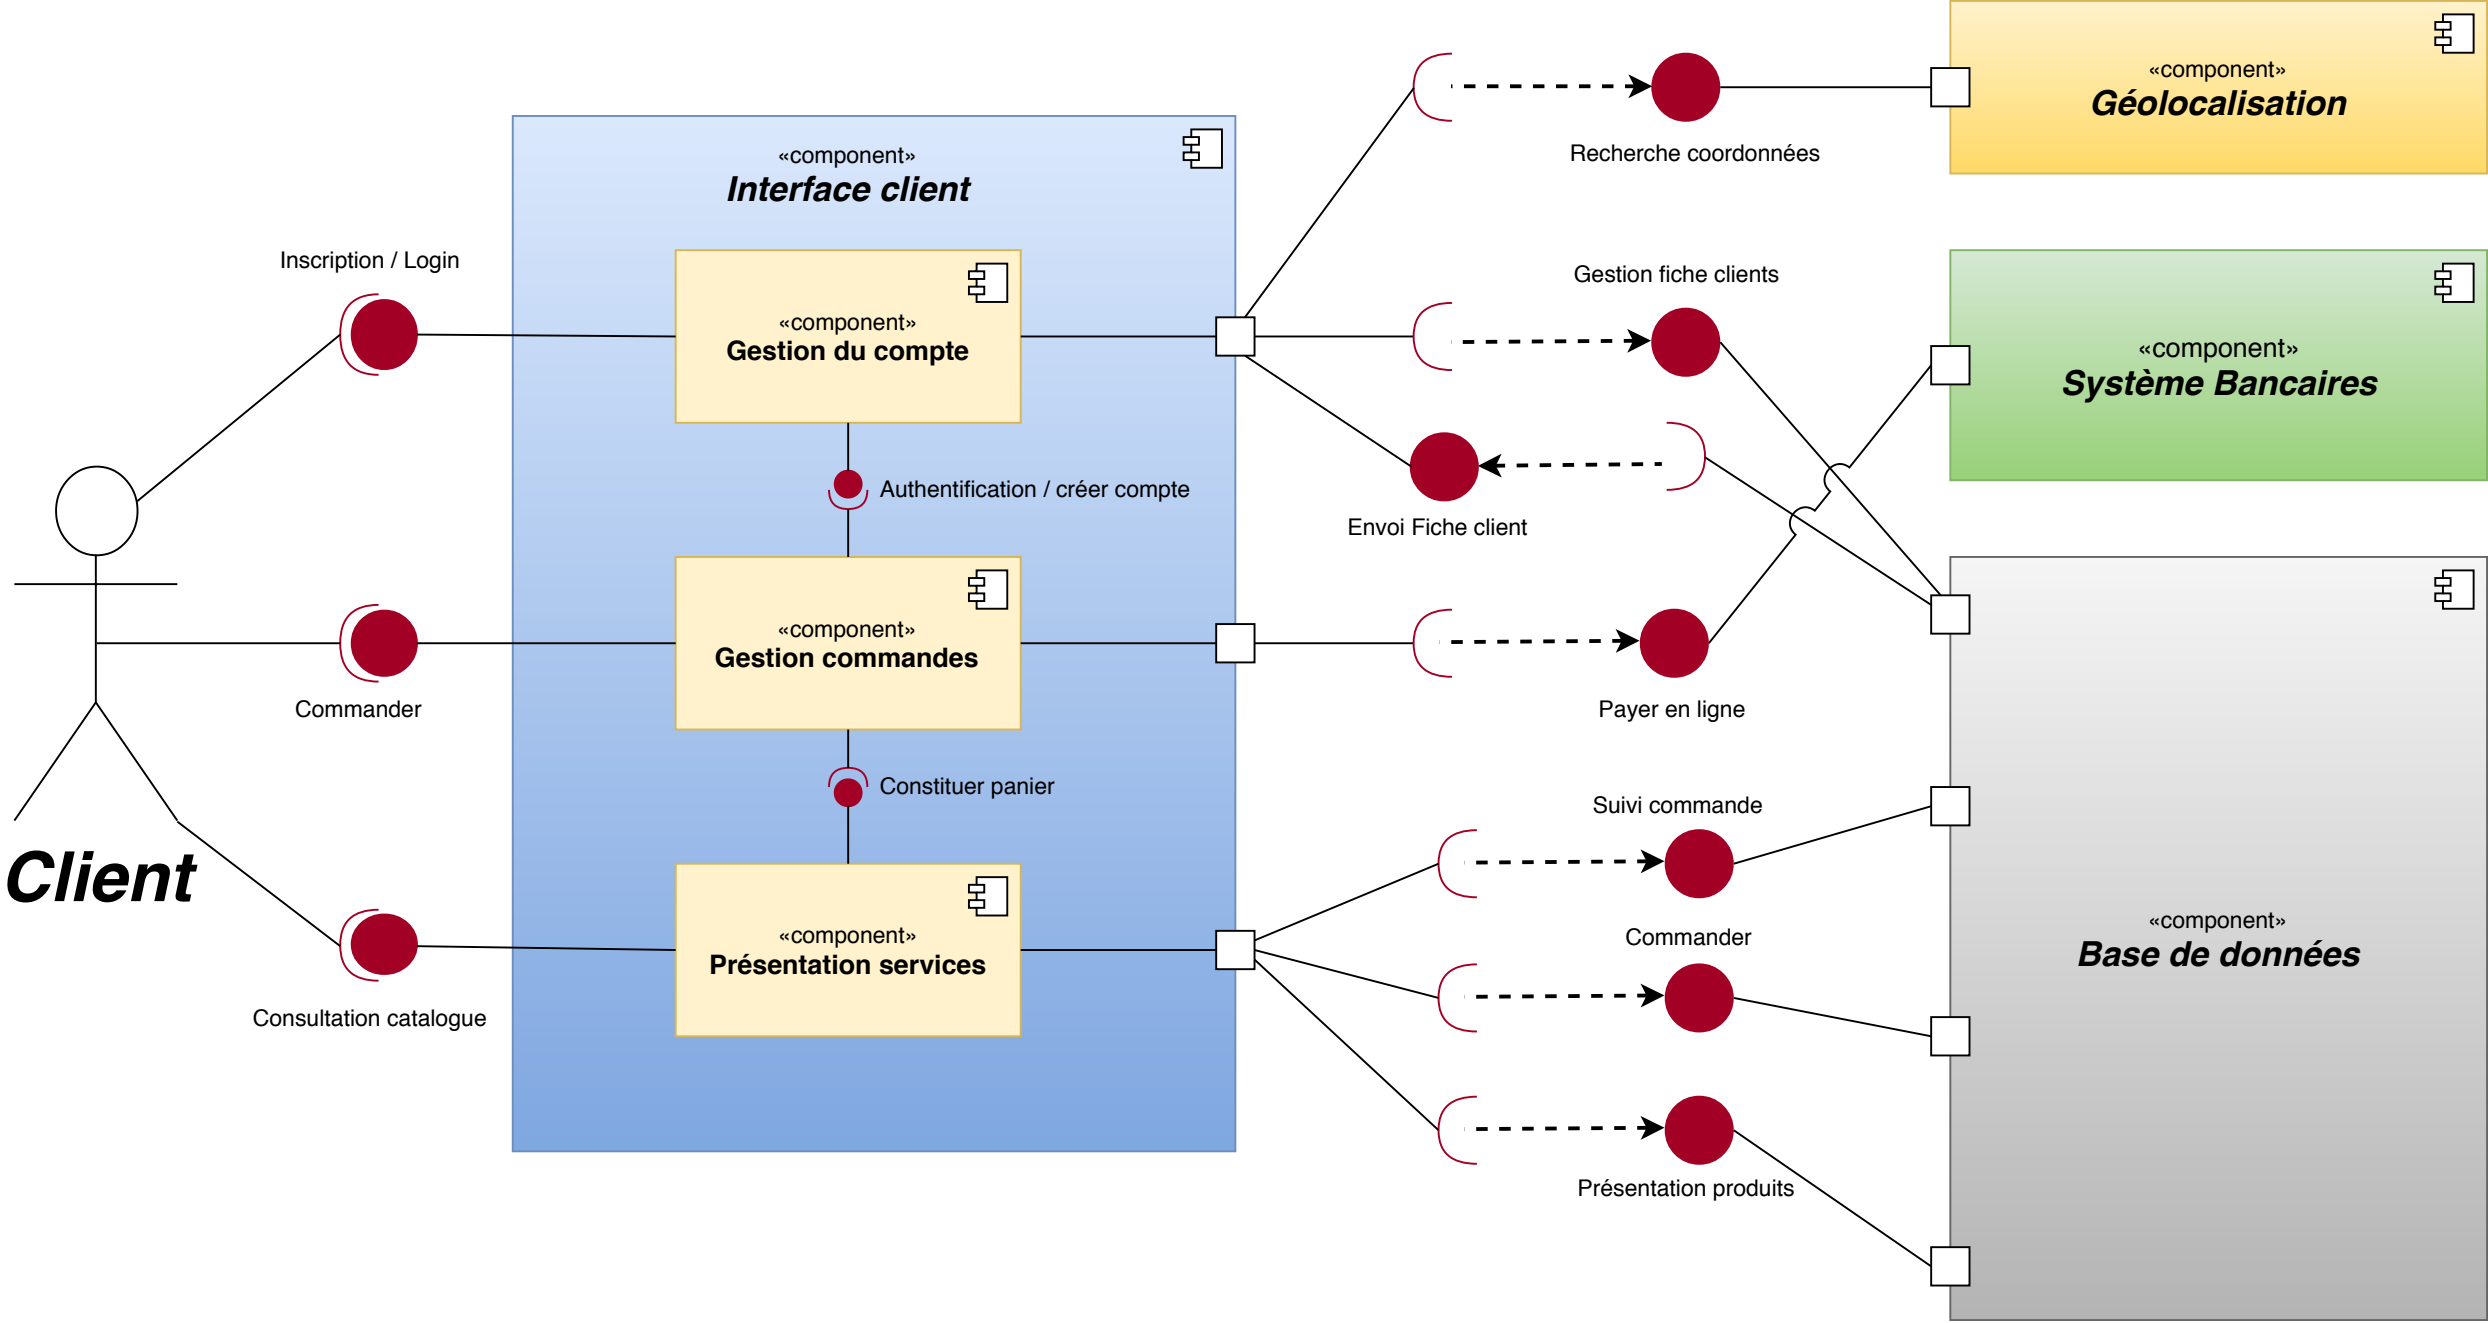 «component»
Géolocalisation
Recherche coordonnées
«component»
Interface client
Inscription / Login
Gestion fiche clients
«component»
Gestion du compte
«component»
Système Bancaires
Authentification / créer compte
Envoi Fiche client
«component»
Gestion commandes
Commander
Payer en ligne
Constituer panier
Suivi commande
Client
«component»
Présentation services
Commander
«component»
Base de données
Consultation catalogue
Présentation produits